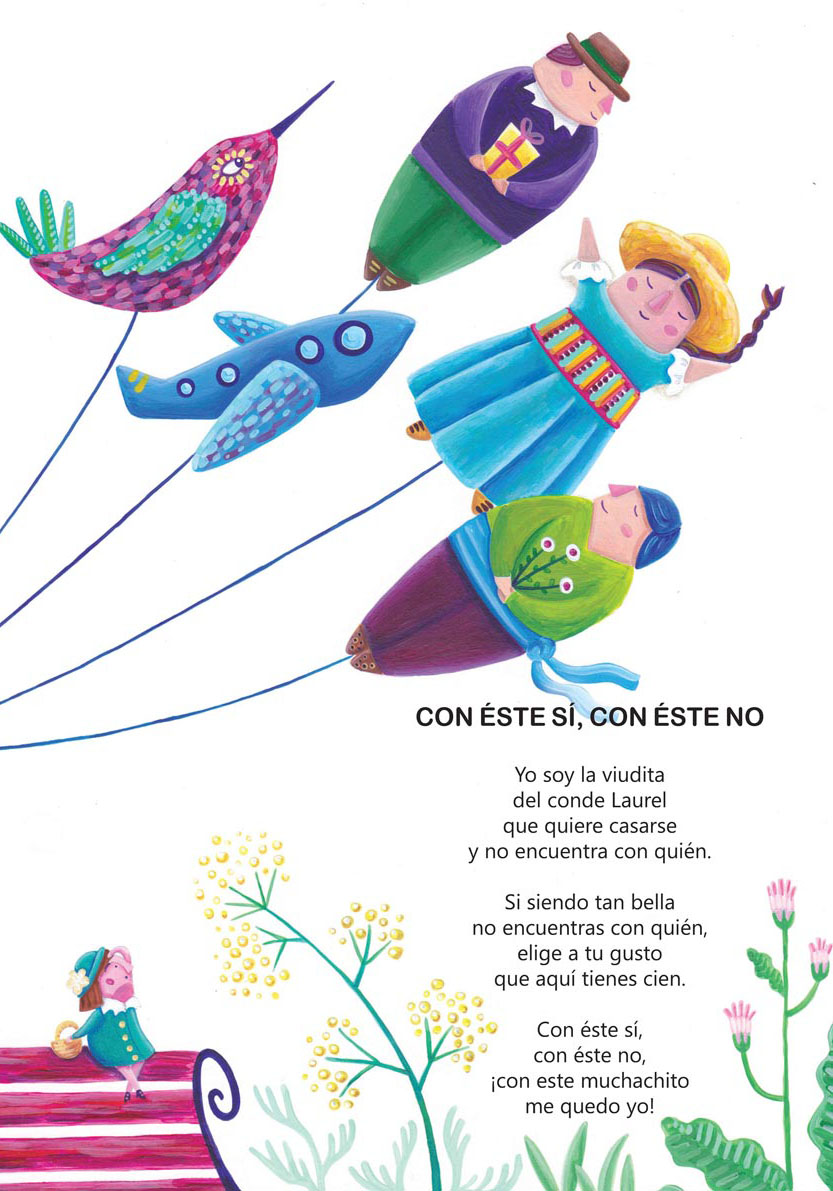 CON ÉSTE SÍ, CON ÉSTE NO
Yo soy la viudita
del conde Laurel
que quiere casarse
y no encuentra con quién.
Si siendo tan bella
no encuentras con quién,
elige a tu gusto
que aquí tienes cien.
Con éste sí,
con éste no,
¡con este muchachito
me quedo yo!